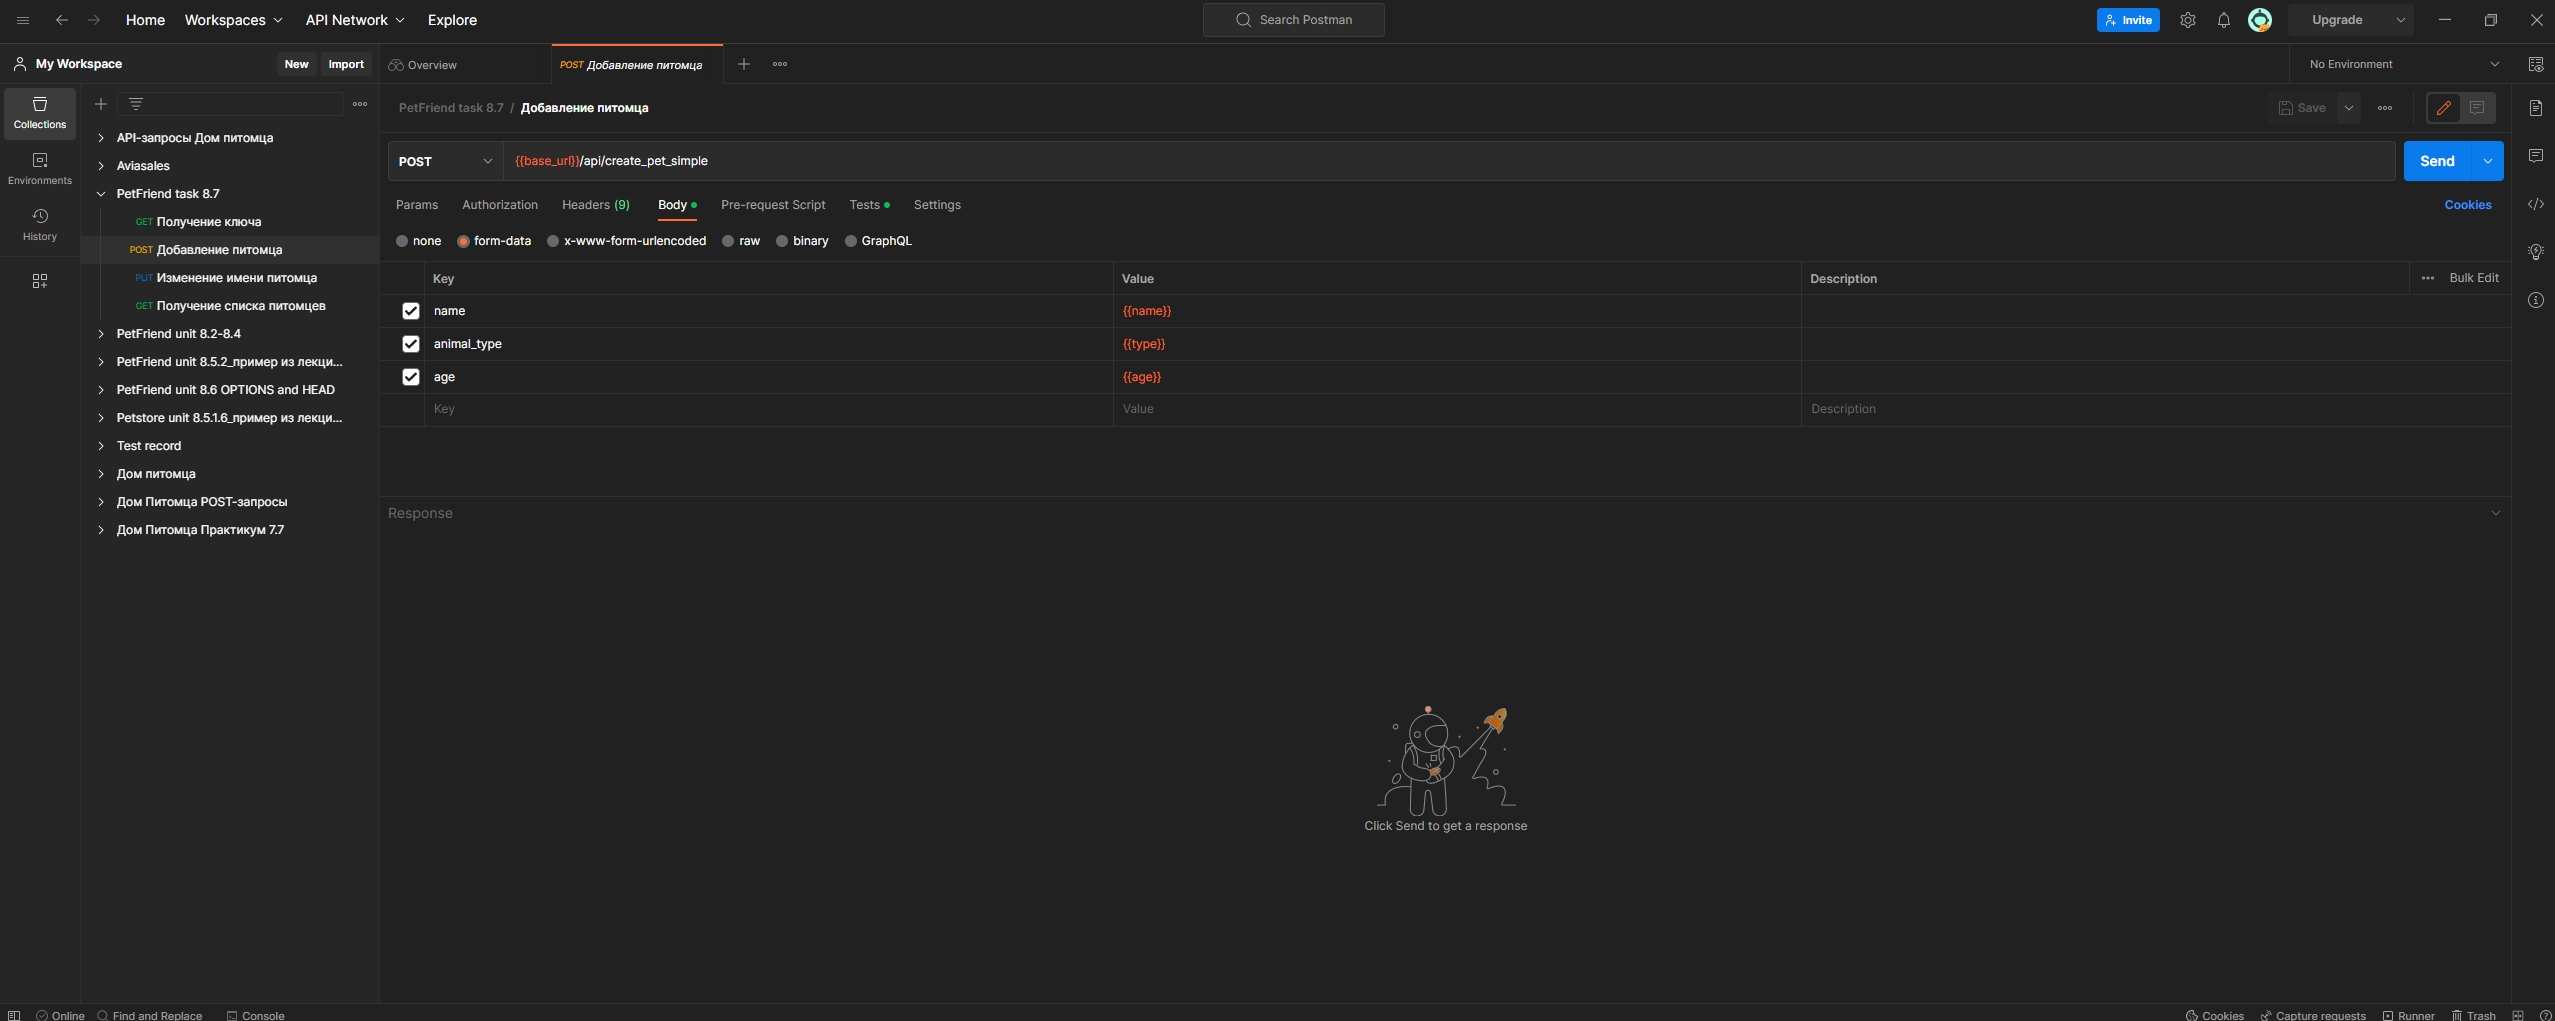 Home Workspaces API Network Explore Search Postman Invite Upgrade
My Workspace New Import Overview POST Добавление питомца No Environment
Collections
Environments
History
API-запросы Дом питомца
Aviasales
PetFriend task 8.7
GET Получение ключа
POST Добавление питомца
PUT Изменение имени питомца
GET Получение списка питомцев
PetFriend unit 8.2-8.4
PetFriend unit 8.5.2_пример из лекци...
PetFriend unit 8.6 OPTIONS and HEAD
Petstore unit 8.5.1.6_пример из лекци...
Test record
Дом питомца
Дом Питомца POST-запросы
Дом Питомца Практикум 7.7
PetFriend task 8.7 / Добавление питомца Save
POST {{base_url}}/api/create_pet_simple Send
Params Authorization Headers (9) Body Pre-request Script Tests Settings Cookies
none form-data x-www-form-urlencoded raw binary GraphQL
Key Value Description Bulk Edit
name {{name}}
animal_type {{type}}
age {{age}}
Key Value Description
Response
Click Send to get a response
Online Find and Replace Console Cookies Capture requests Runner Trash